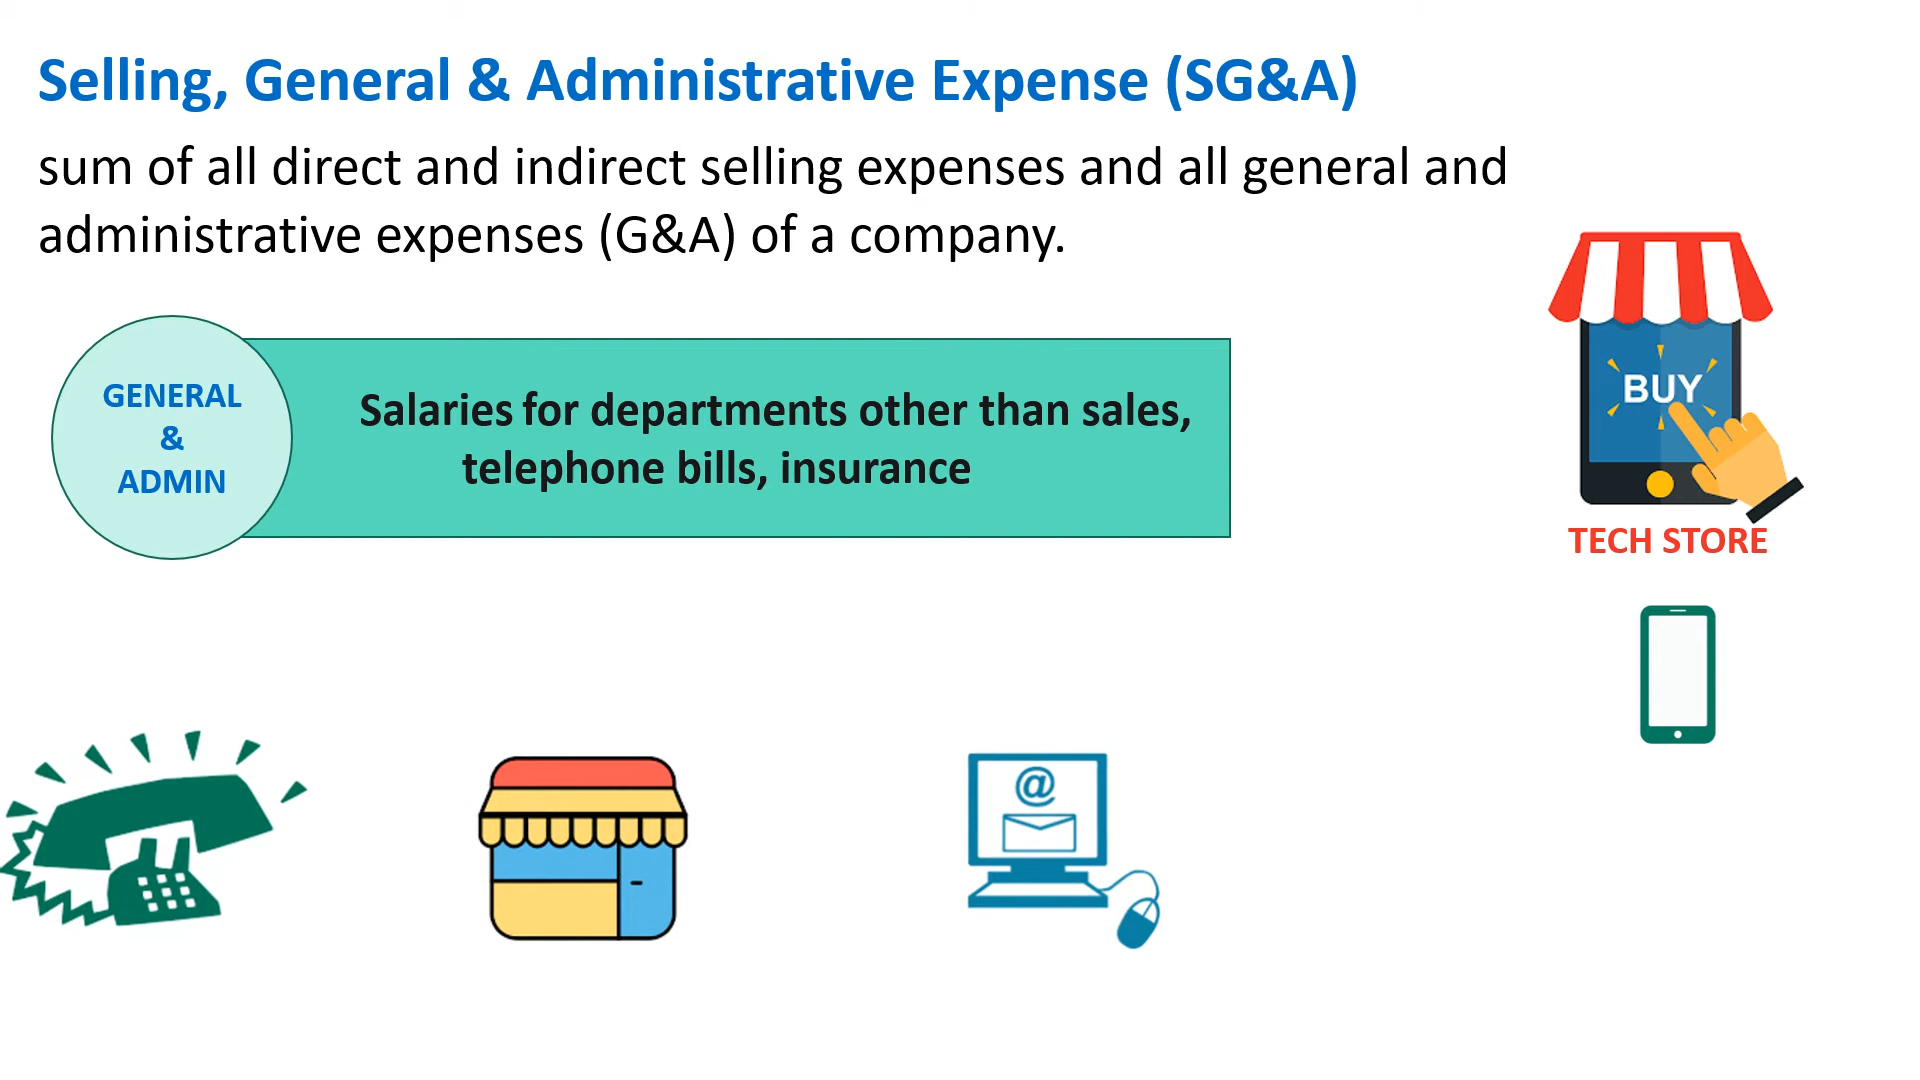 Selling, General & Administrative Expense (SG&A)
sum of all direct and indirect selling expenses and all general and
administrative expenses (G&A) of a company.
GENERAL
&
ADMIN
Salaries for departments other than sales,
telephone bills, insurance
BUY
TECH STORE
@